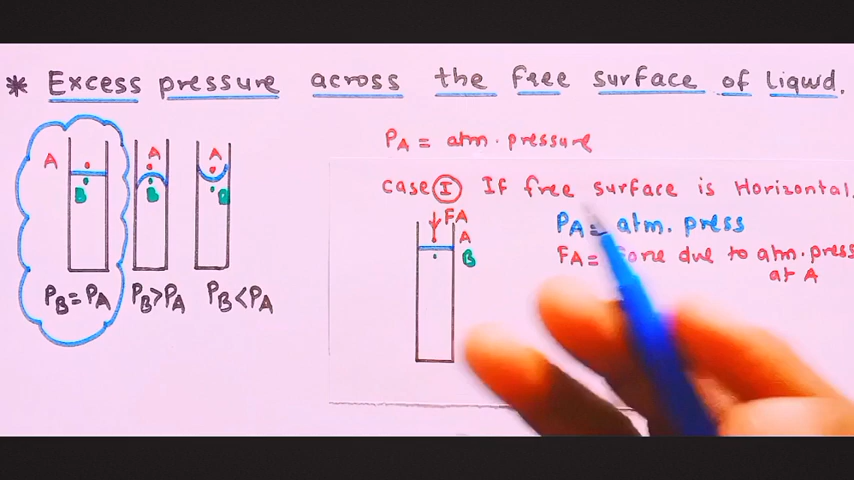 * Excess pressure across the free surface of liquid.
PA = atm. pressure
case I If free surface is Horizontal.
A A A
B B B
PB = PA PB > PA PB < PA
FA
A
B
PA = atm. press
FA = Force due to atm. press
at A